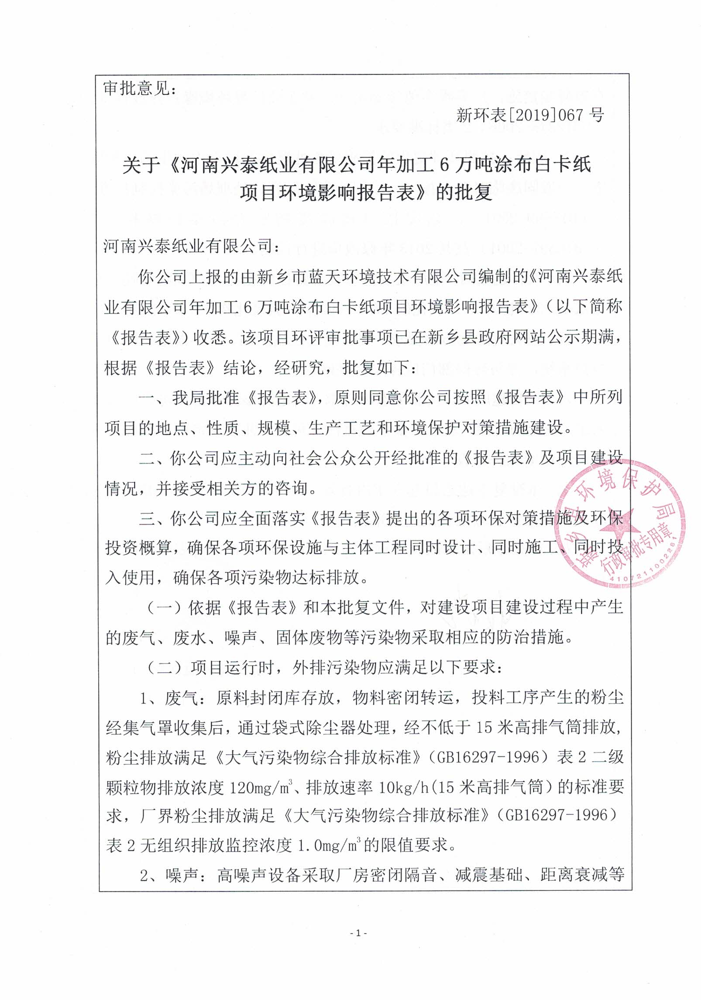 审批意见：
新环表[2019]067 号
关于《河南兴泰纸业有限公司年加工 6 万吨涂布白卡纸
项目环境影响报告表》的批复
河南兴泰纸业有限公司：
你公司上报的由新乡市蓝天环境技术有限公司编制的《河南兴泰纸
业有限公司年加工 6 万吨涂布白卡纸项目环境影响报告表》（以下简称
《报告表》）收悉。该项目环评审批事项已在新乡县政府网站公示期满，
根据《报告表》结论，经研究，批复如下：
一、我局批准《报告表》，原则同意你公司按照《报告表》中所列
项目的地点、性质、规模、生产工艺和环境保护对策措施建设。
二、你公司应主动向社会公众公开经批准的《报告表》及项目建设
情况，并接受相关方的咨询。
三、你公司应全面落实《报告表》提出的各项环保对策措施及环保
投资概算，确保各项环保设施与主体工程同时设计、同时施工、同时投
入使用，确保各项污染物达标排放。
（一）依据《报告表》和本批复文件，对建设项目建设过程中产生
的废气、废水、噪声、固体废物等污染物采取相应的防治措施。
（二）项目运行时，外排污染物应满足以下要求：
1、废气：原料封闭库存放，物料密闭转运，投料工序产生的粉尘
经集气罩收集后，通过袋式除尘器处理，经不低于 15 米高排气筒排放，
粉尘排放满足《大气污染物综合排放标准》（GB16297-1996）表 2 二级
颗粒物排放浓度 120mg/m³、排放速率 10kg/h(15 米高排气筒）的标准要
求，厂界粉尘排放满足《大气污染物综合排放标准》（GB16297-1996）
表 2 无组织排放监控浓度 1.0mg/m³的限值要求。
2、噪声：高噪声设备采取厂房密闭隔音、减震基础、距离衰减等
新乡县环境保护局
行政审批专用章
4107211002281
- 1 -